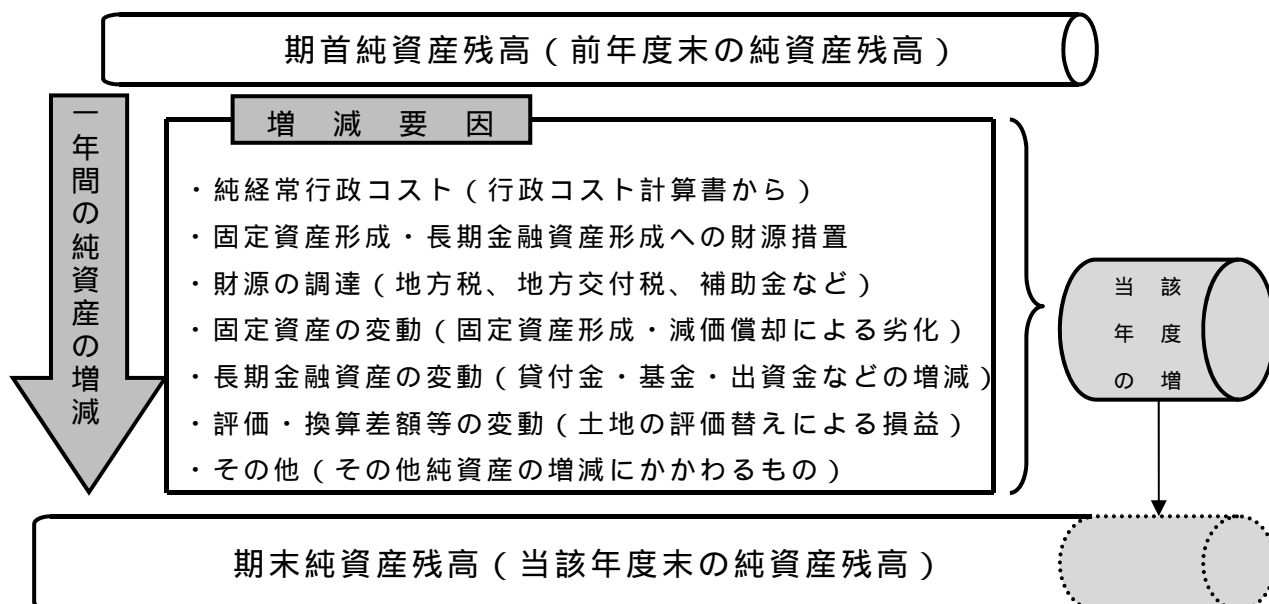 期首純資産残高（前年度末の純資産残高）
一年間の純資産の増減
増減要因
・純経常行政コスト（行政コスト計算書から）
・固定資産形成・長期金融資産形成への財源措置
・財源の調達（地方税、地方交付税、補助金など）
・固定資産の変動（固定資産形成・減価償却による劣化）
・長期金融資産の変動（貸付金・基金・出資金などの増減）
・評価・換算差額等の変動（土地の評価替えによる損益）
・その他（その他純資産の増減にかかわるもの）
当該
年度
の増
期末純資産残高（当該年度末の純資産残高）